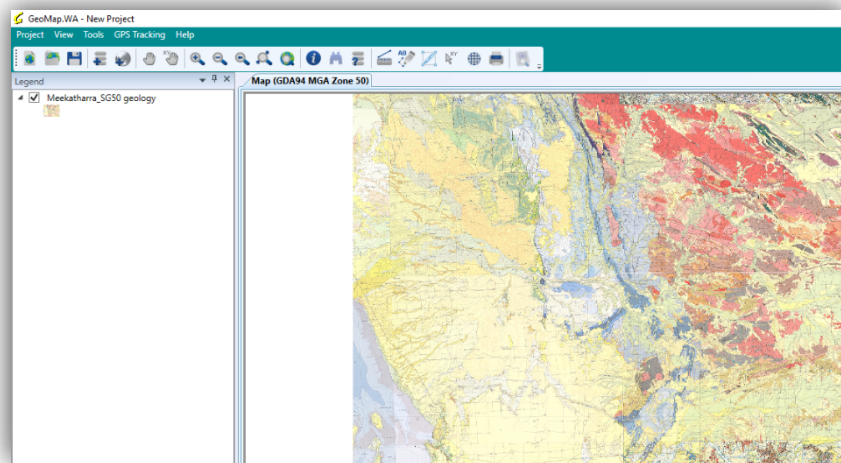 GeoMap.WA - New Project
Project View Tools GPS Tracking Help
Legend
Map (GDA94 MGA Zone 50)
Meekatharra_SG50 geology